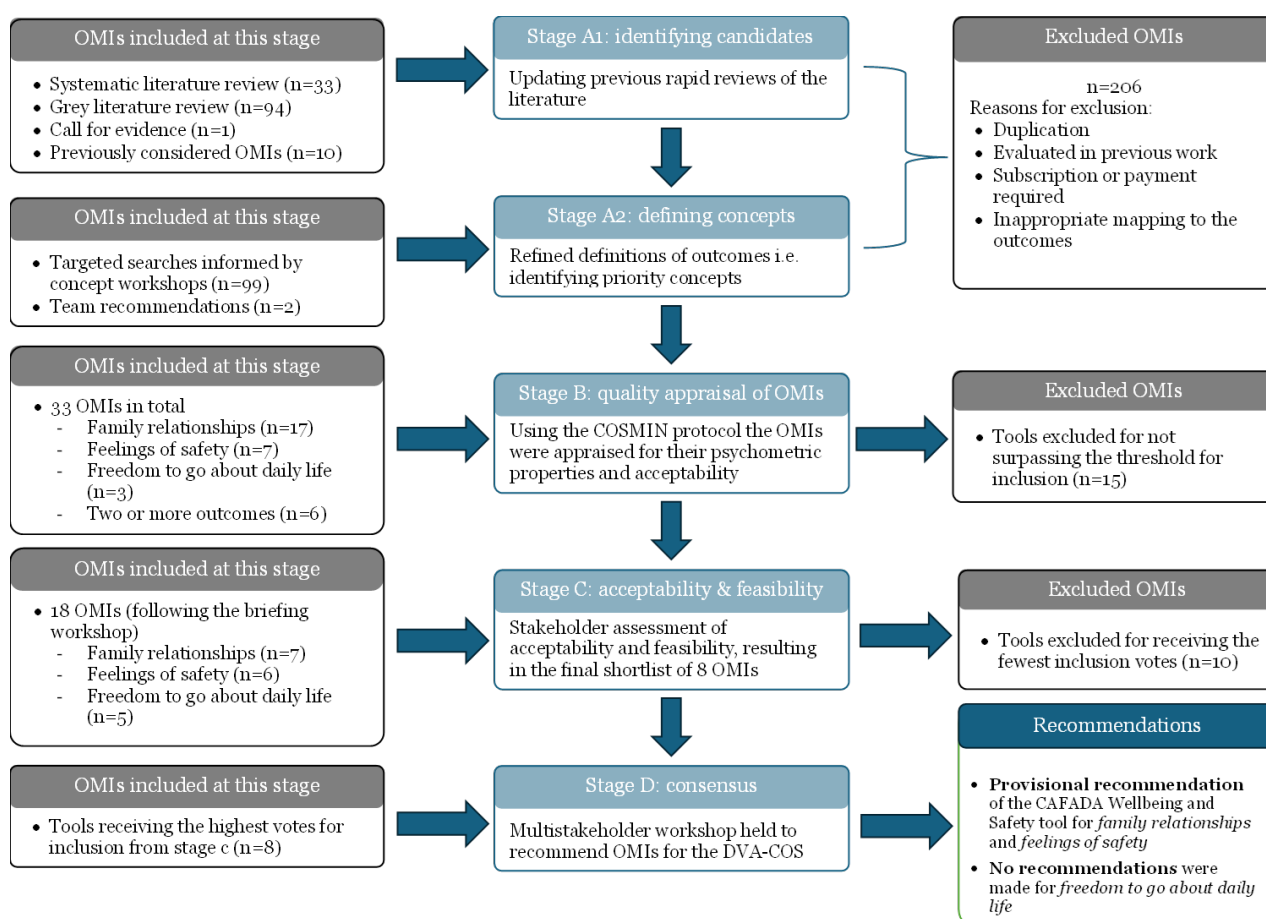 OMIs included at this stage
• Systematic literature review (n=33)
• Grey literature review (n=94)
• Call for evidence (n=1)
• Previously considered OMIs (n=10)
Stage A1: identifying candidates
Updating previous rapid reviews of the
literature
Excluded OMIs
n=206
Reasons for exclusion:
• Duplication
• Evaluated in previous work
• Subscription or payment
required
• Inappropriate mapping to the
outcomes
OMIs included at this stage
• Targeted searches informed by
concept workshops (n=99)
• Team recommendations (n=2)
Stage A2: defining concepts
Refined definitions of outcomes i.e.
identifying priority concepts
OMIs included at this stage
• 33 OMIs in total
- Family relationships (n=17)
- Feelings of safety (n=7)
- Freedom to go about daily life
(n=3)
- Two or more outcomes (n=6)
Stage B: quality appraisal of OMIs
Using the COSMIN protocol the OMIs
were appraised for their psychometric
properties and acceptability
Excluded OMIs
• Tools excluded for not
surpassing the threshold for
inclusion (n=15)
OMIs included at this stage
• 18 OMIs (following the briefing
workshop)
- Family relationships (n=7)
- Feelings of safety (n=6)
- Freedom to go about daily life
(n=5)
Stage C: acceptability & feasibility
Stakeholder assessment of
acceptability and feasibility, resulting
in the final shortlist of 8 OMIs
Excluded OMIs
• Tools excluded for receiving the
fewest inclusion votes (n=10)
OMIs included at this stage
• Tools receiving the highest votes for
inclusion from stage c (n=8)
Stage D: consensus
Multistakeholder workshop held to
recommend OMIs for the DVA-COS
Recommendations
• Provisional recommendation
of the CAFADA Wellbeing and
Safety tool for family relationships
and feelings of safety
• No recommendations were
made for freedom to go about daily
life